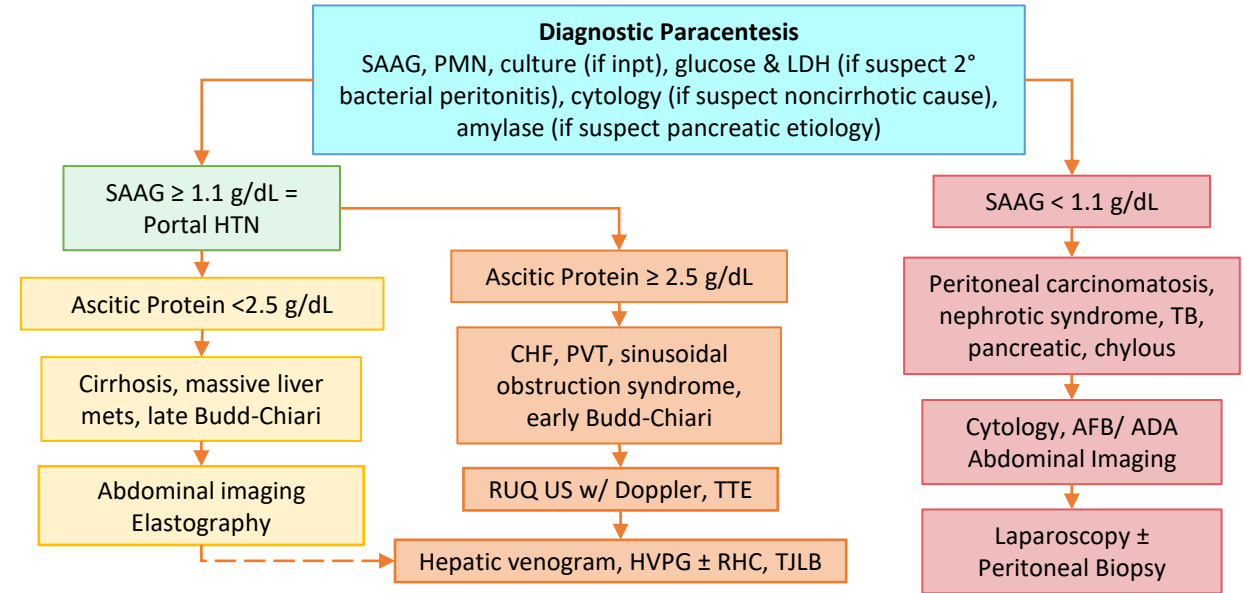 Diagnostic Paracentesis
SAAG, PMN, culture (if inpt), glucose & LDH (if suspect 2°
bacterial peritonitis), cytology (if suspect noncirrhotic cause),
amylase (if suspect pancreatic etiology)
SAAG ≥ 1.1 g/dL =
Portal HTN
Ascitic Protein <2.5 g/dL
Cirrhosis, massive liver
mets, late Budd-Chiari
Abdominal imaging
Elastography
Ascitic Protein ≥ 2.5 g/dL
CHF, PVT, sinusoidal
obstruction syndrome,
early Budd-Chiari
RUQ US w/ Doppler, TTE
Hepatic venogram, HVPG ± RHC, TJLB
SAAG < 1.1 g/dL
Peritoneal carcinomatosis,
nephrotic syndrome, TB,
pancreatic, chylous
Cytology, AFB/ ADA
Abdominal Imaging
Laparoscopy ±
Peritoneal Biopsy